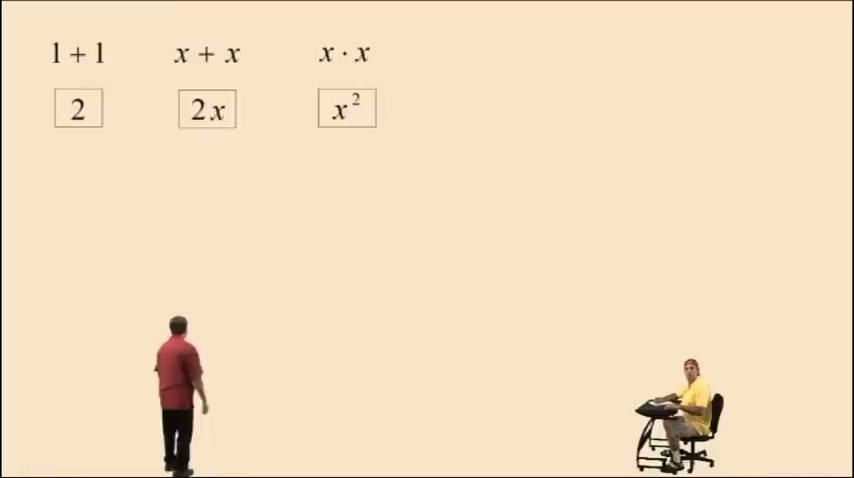 1 + 1 x + x x · x
2 2x x²